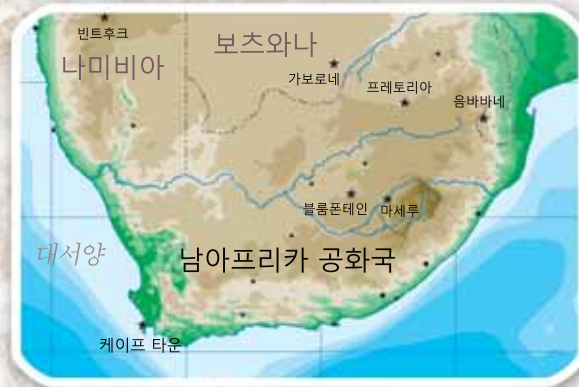 빈트후크
보츠와나
나미비아
가보로네
프레토리아
음바바네
블룸폰테인
마세루
대서양
남아프리카 공화국
케이프 타운